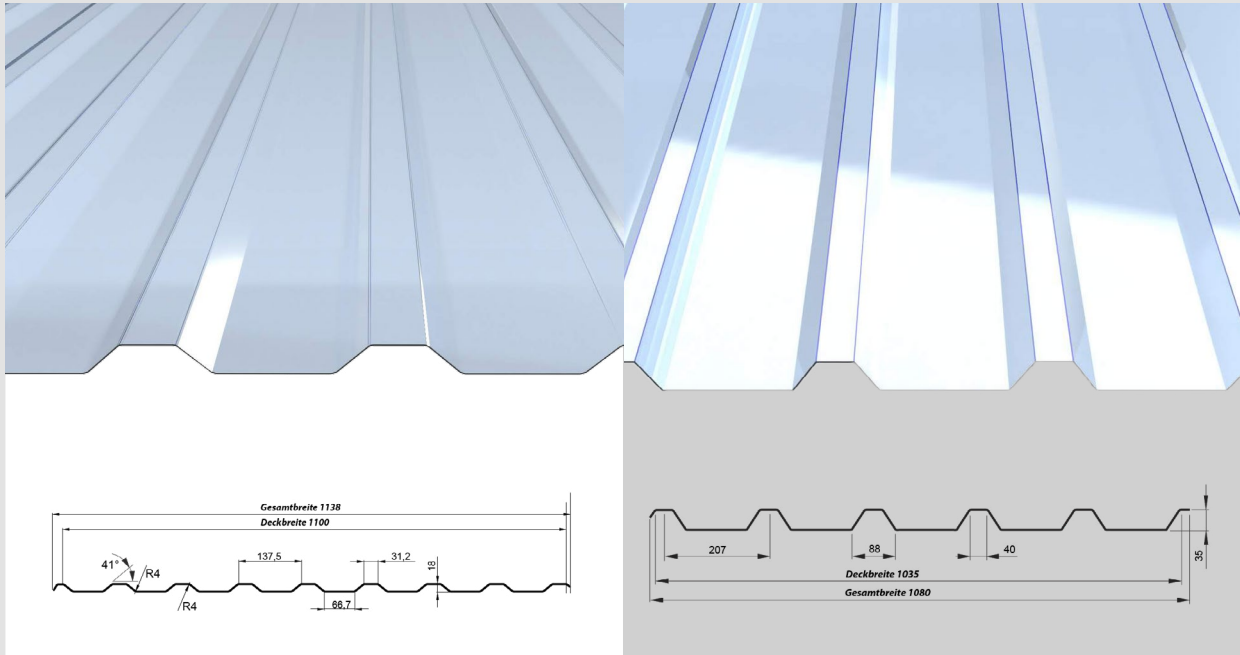 Gesamtbreite 1138
Deckbreite 1100
41°
R4
137,5
31,2
18
R4
66,7
207
88
40
35
Deckbreite 1035
Gesamtbreite 1080